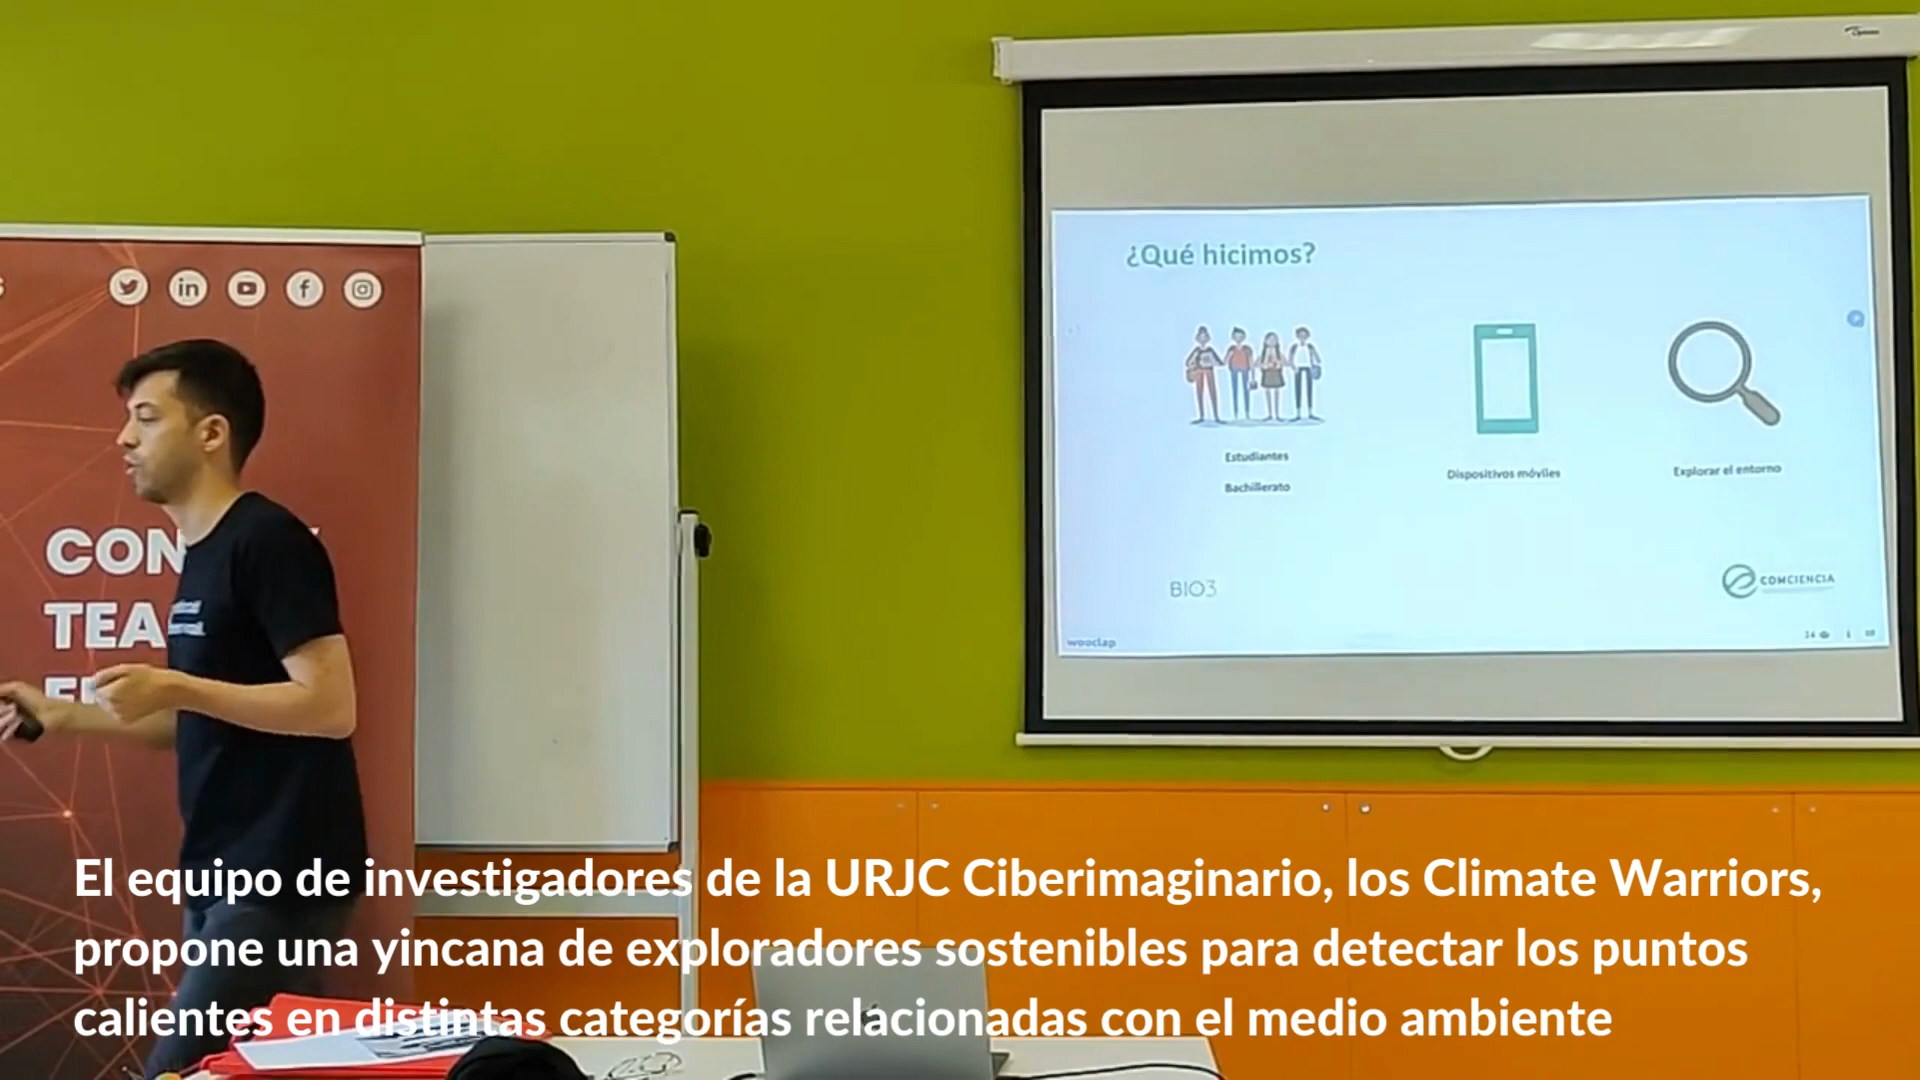 ¿Qué hicimos?
Estudiantes
Bachillerato
Dispositivos móviles
Explorar el entorno
BIO3
COMCIENCIA
wooclap
in
f
CON
TEA
El equipo de investigadores de la URJC Ciberimaginario, los Climate Warriors,
propone una yincana de exploradores sostenibles para detectar los puntos
calientes en distintas categorías relacionadas con el medio ambiente